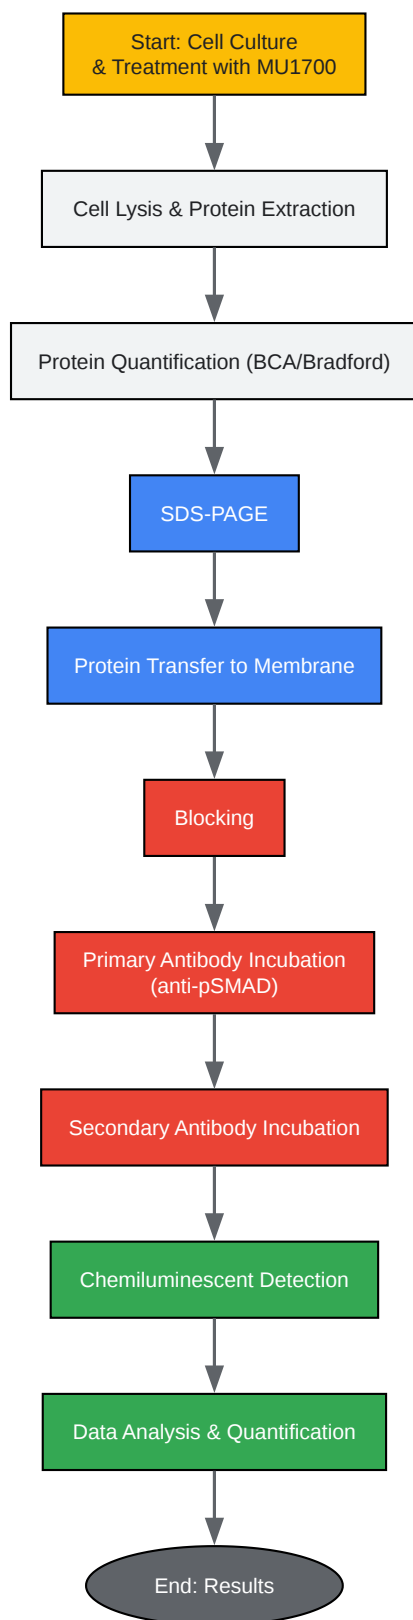 Start: Cell Culture
& Treatment with MU1700
Cell Lysis & Protein Extraction
Protein Quantification (BCA/Bradford)
SDS-PAGE
Protein Transfer to Membrane
Blocking
Primary Antibody Incubation
(anti-pSMAD)
Secondary Antibody Incubation
Chemiluminescent Detection
Data Analysis & Quantification
End: Results